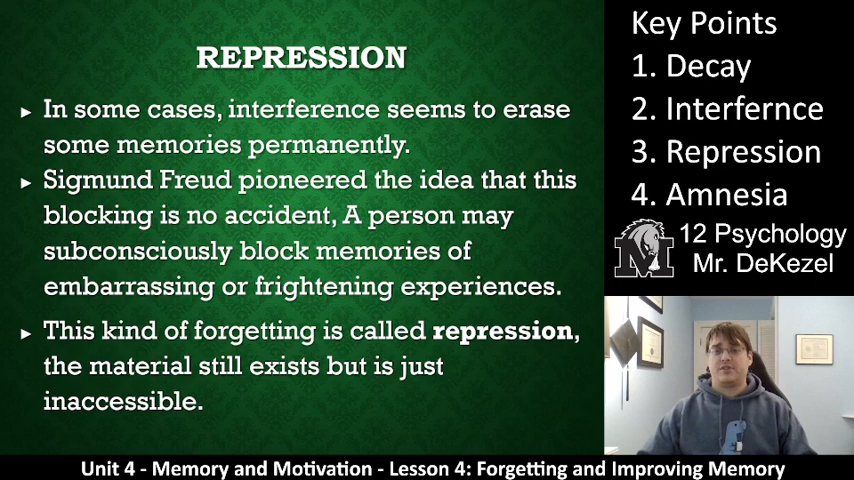 REPRESSION
► In some cases, interference seems to erase
some memories permanently.
► Sigmund Freud pioneered the idea that this
blocking is no accident, A person may
subconsciously block memories of
embarrassing or frightening experiences.
► This kind of forgetting is called repression,
the material still exists but is just
inaccessible.
Key Points
1. Decay
2. Interfernce
3. Repression
4. Amnesia
M
12 Psychology
Mr. DeKezel
Unit 4 - Memory and Motivation - Lesson 4: Forgetting and Improving Memory